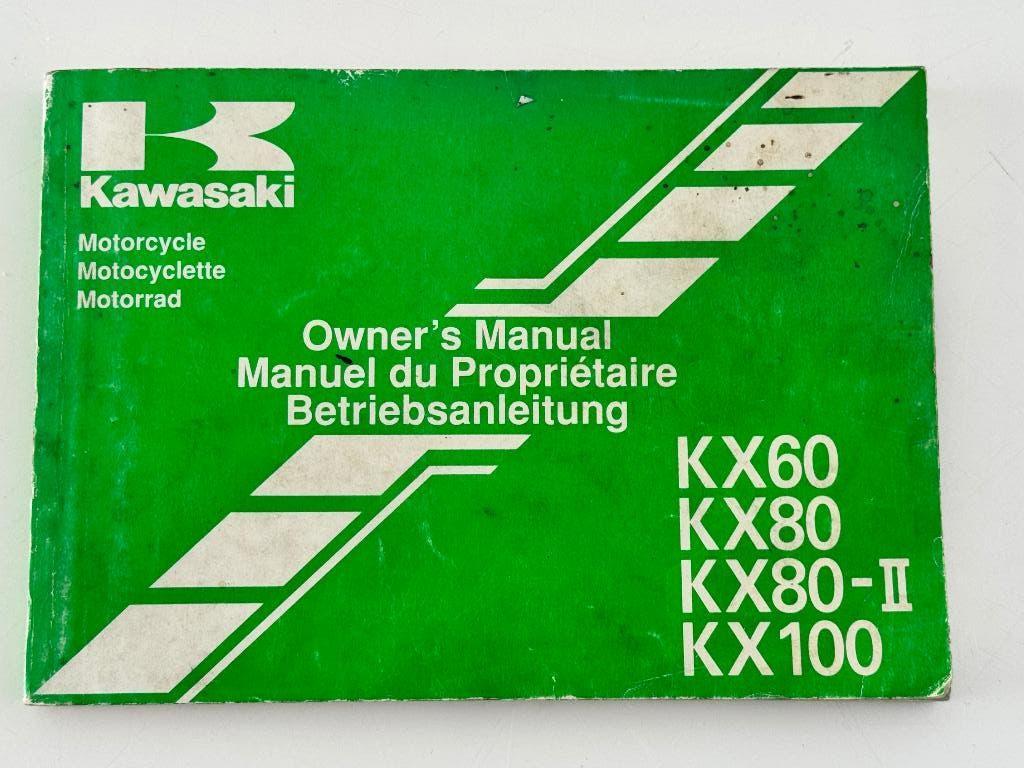 Kawasaki
Motorcycle
Motocyclette
Motorrad
Owner's Manual
Manuel du Propriétaire
Betriebsanleitung
KX60
KX80
KX80-II
KX100